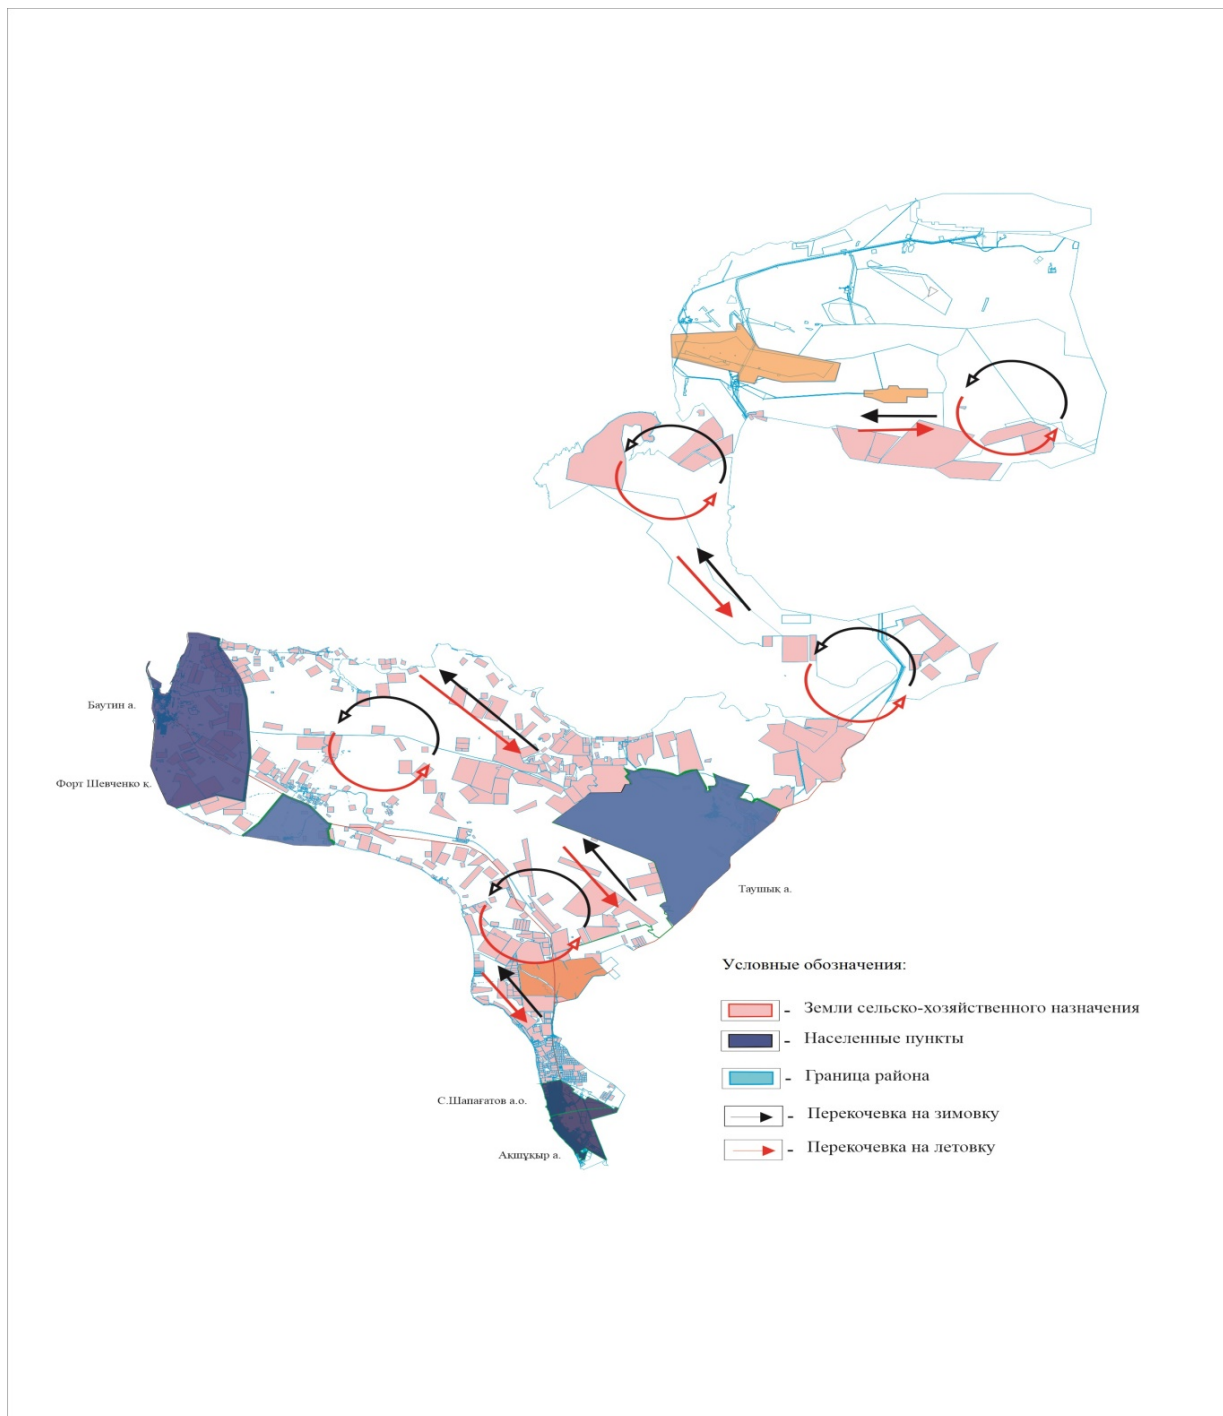 Баутин а.
Форт Шевченко к.
Таушық а.
Условные обозначения:
- Земли сельско-хозяйственного назначения
- Населенные пункты
- Граница района
С.Шапағатов а.о.
- Перекочевка на зимовку
- Перекочевка на летовку
Ақшұқыр а.